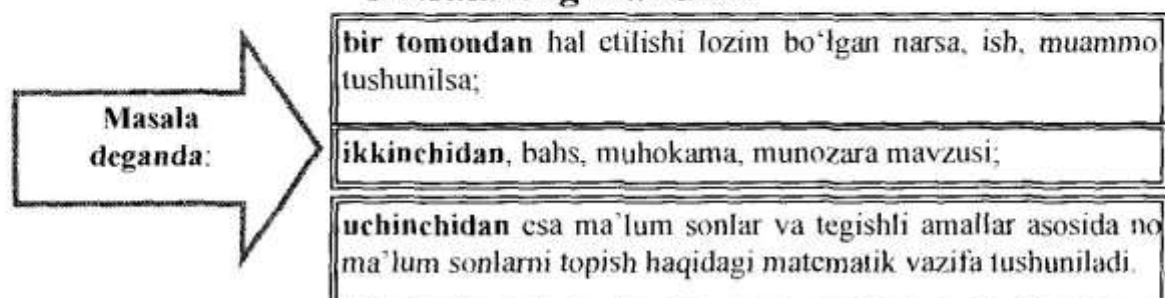 Masala
deganda:
bir tomondan hal etilishi lozim bo‘lgan narsa, ish, muammo
tushunilsa;
ikkinchidan, bahs, muhokama, munozara mavzusi;
uchinchidan esa ma`lum sonlar va tegishli amallar asosida no
ma’lum sonlarni topish haqidagi matematik vazifa tushuniladi.